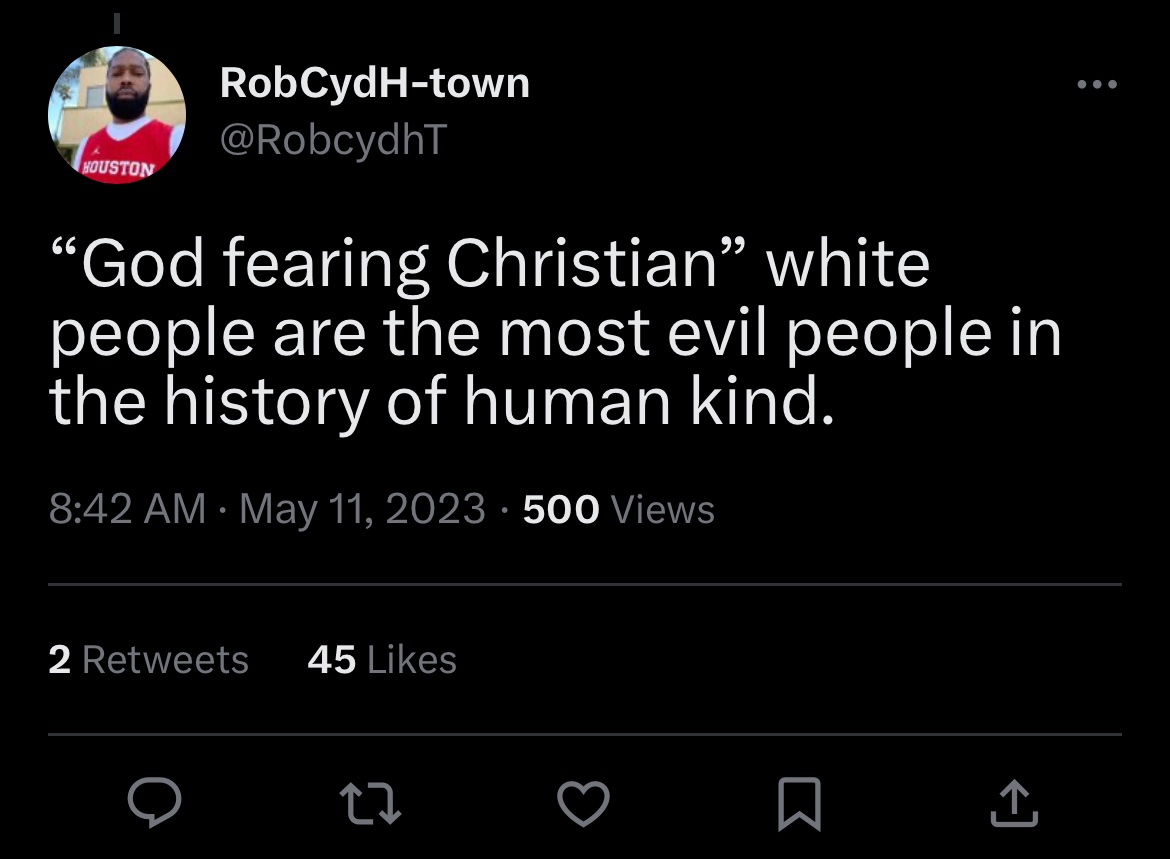 RobCydH-town
@RobcydhT
HOUSTON
“God fearing Christian” white
people are the most evil people in
the history of human kind.
8:42 AM · May 11, 2023 · 500 Views
2 Retweets 45 Likes